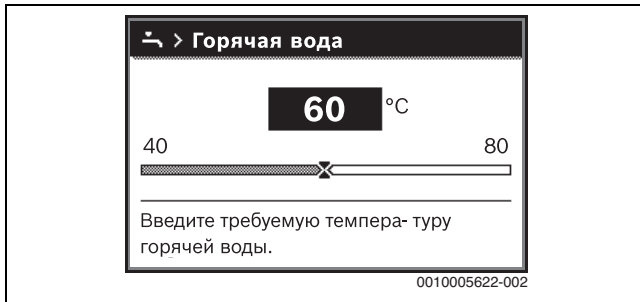 > Горячая вода
60 °C
40 80
Введите требуемую темпера- туру
горячей воды.
0010005622-002